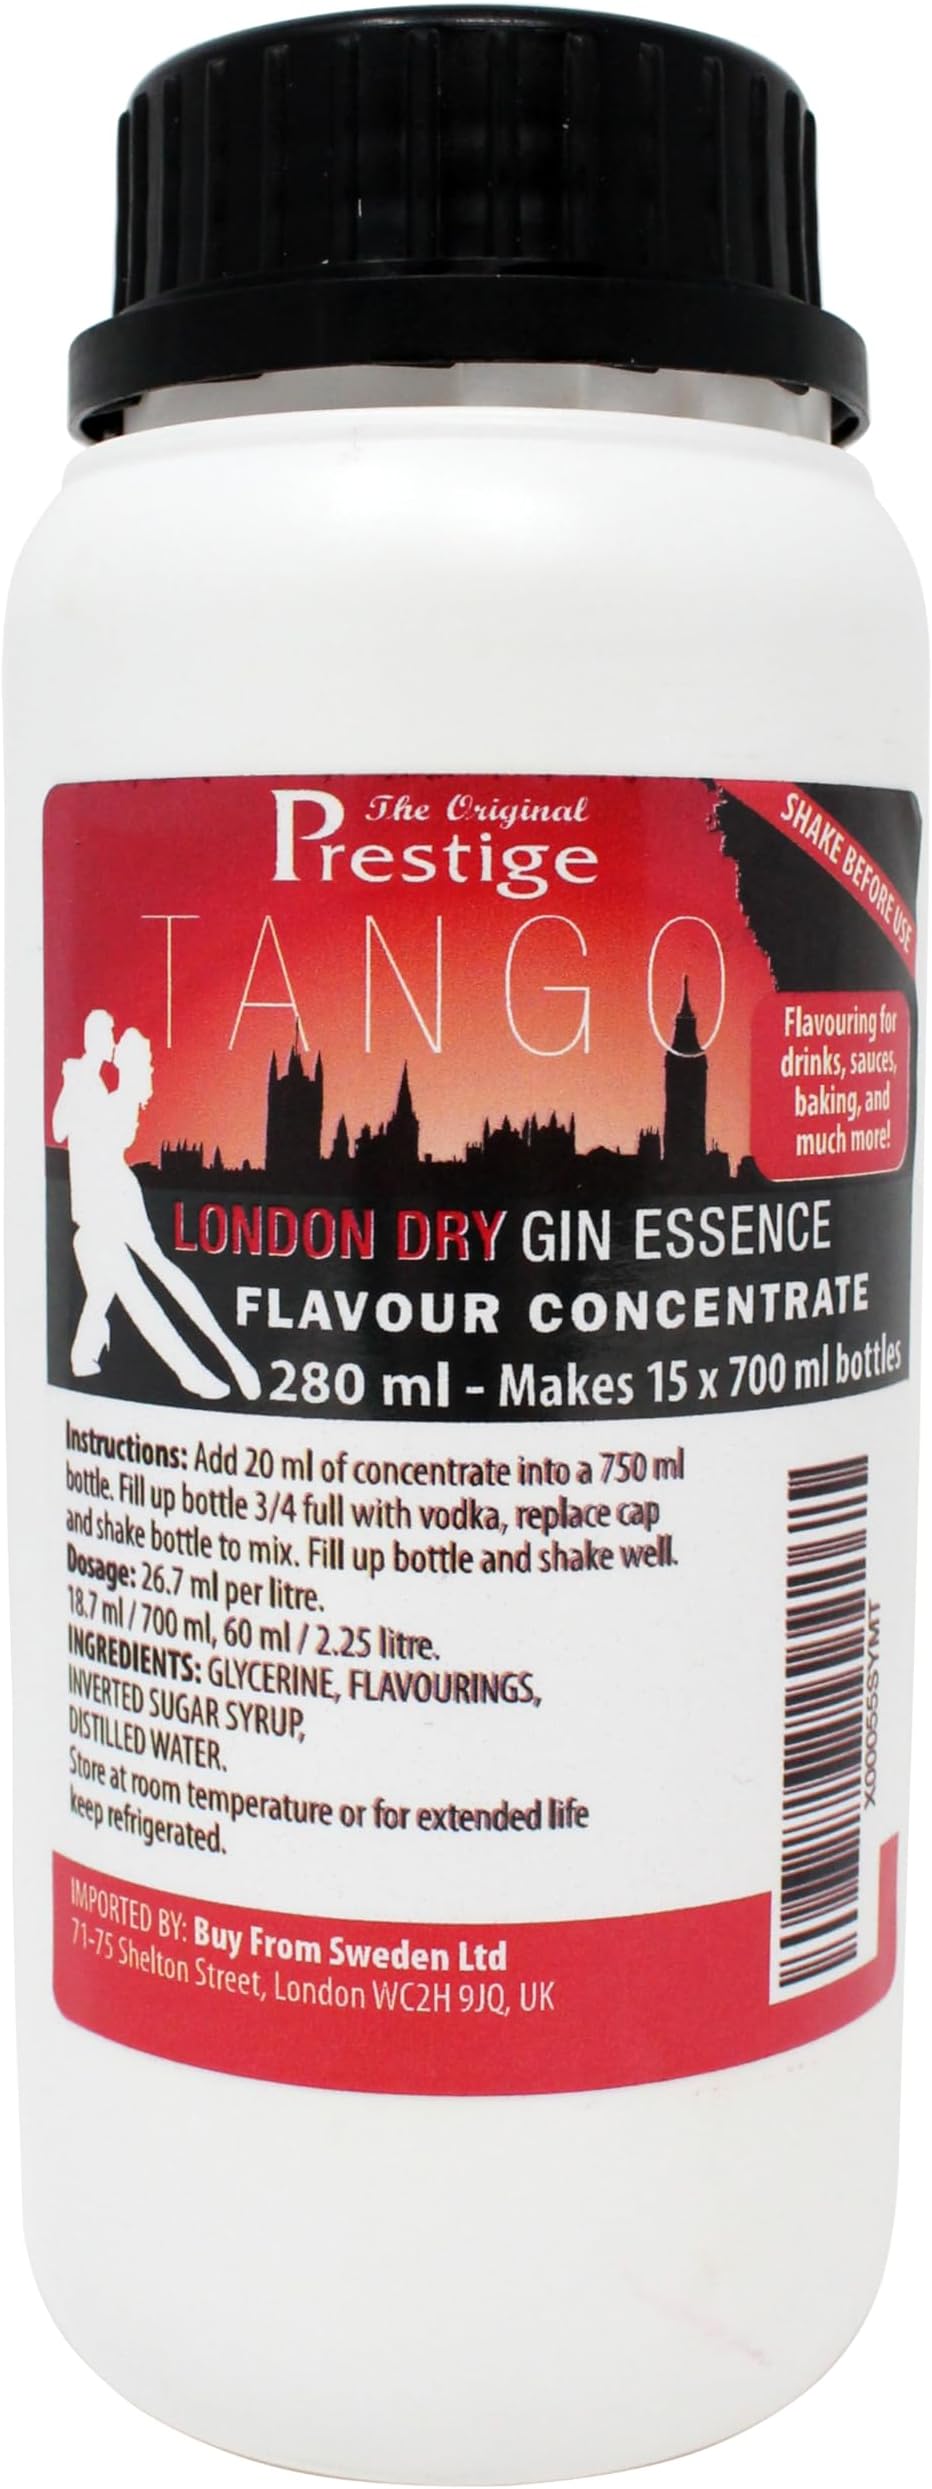 The Original
Prestige
TANGO
SHAKE BEFORE USE
Flavouring for
drinks, sauces,
baking, and
much more!
LONDON DRY GIN ESSENCE
FLAVOUR CONCENTRATE
280 ml - Makes 15 x 700 ml bottles
Instructions: Add 20 ml of concentrate into a 750 ml
bottle. Fill up bottle 3/4 full with vodka, replace cap
and shake bottle to mix. Fill up bottle and shake well.
Dosage: 26.7 ml per litre.
18.7 ml / 700 ml, 60 ml / 2.25 litre.
INGREDIENTS: GLYCERINE, FLAVOURINGS,
INVERTED SUGAR SYRUP,
DISTILLED WATER.
Store at room temperature or for extended life
keep refrigerated.
X00055SYMT
IMPORTED BY: Buy From Sweden Ltd
71-75 Shelton Street, London WC2H 9JQ, UK